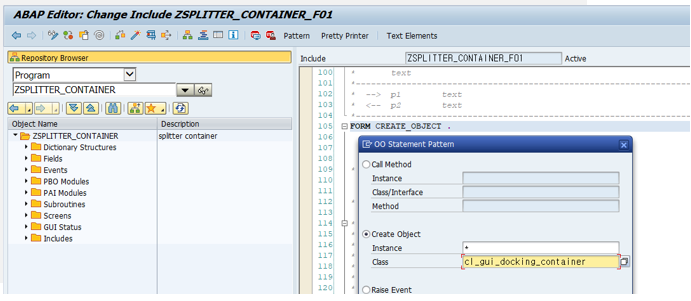 ABAP Editor: Change Include ZSPLITTER_CONTAINER_F01
Pattern Pretty Printer Text Elements
Repository Browser
Program
ZSPLITTER_CONTAINER
Object Name Description
ZSPLITTER_CONTAINER splitter container
Dictionary Structures
Fields
Events
PBO Modules
PAI Modules
Subroutines
Screens
GUI Status
Includes
Include ZSPLITTER_CONTAINER_F01 Active
100 * text
101 *----------------------------------------------------------------------
102 * --> p1 text
103 * <-- p2 text
104 *----------------------------------------------------------------------
105 FORM CREATE_OBJECT .
106
107
108
109 *
110
111
112 *
113
114 *
115 *
116 *
117 *
118 *
119 *
120 *
OO Statement Pattern
Call Method
Instance
Class/Interface
Method
Create Object
Instance *
Class cl_gui_docking_container
Raise Event